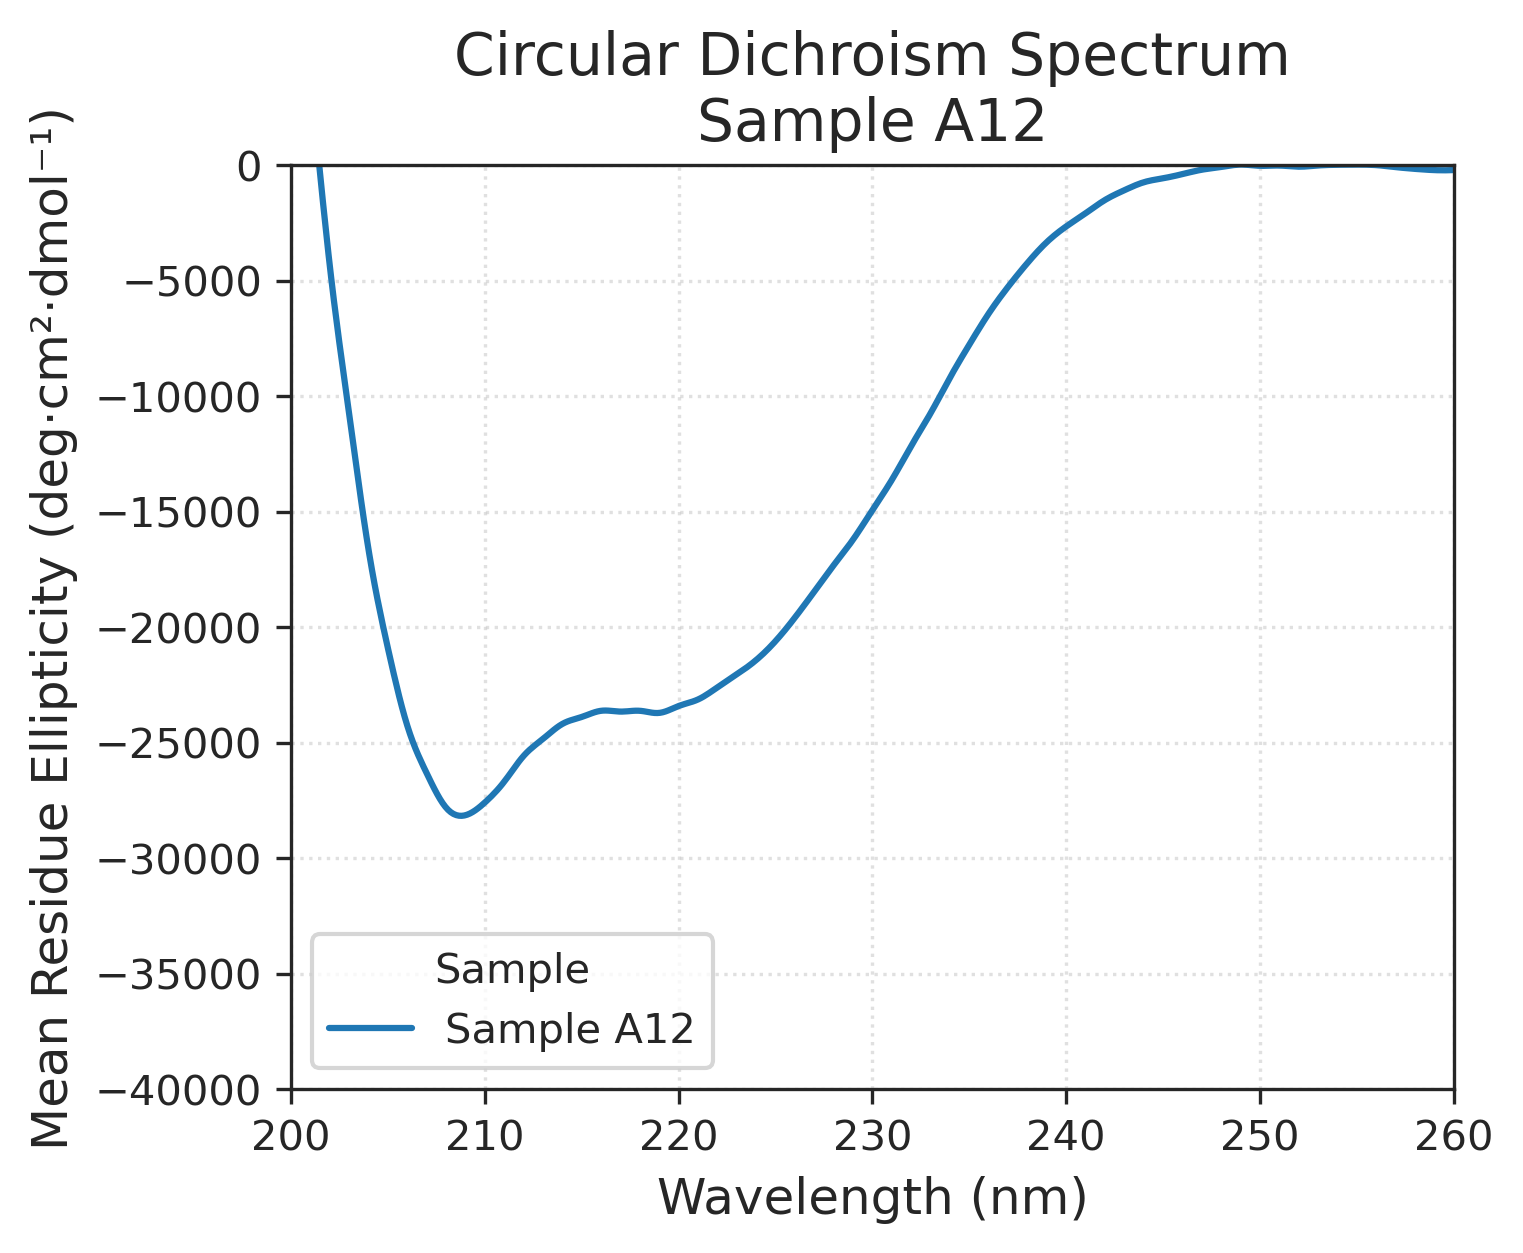 Circular Dichroism Spectrum
Sample A12
Mean Residue Ellipticity (deg·cm²·dmol⁻¹)
0
−5000
−10000
−15000
−20000
−25000
−30000
−35000
−40000
Sample
Sample A12
200 210 220 230 240 250 260
Wavelength (nm)